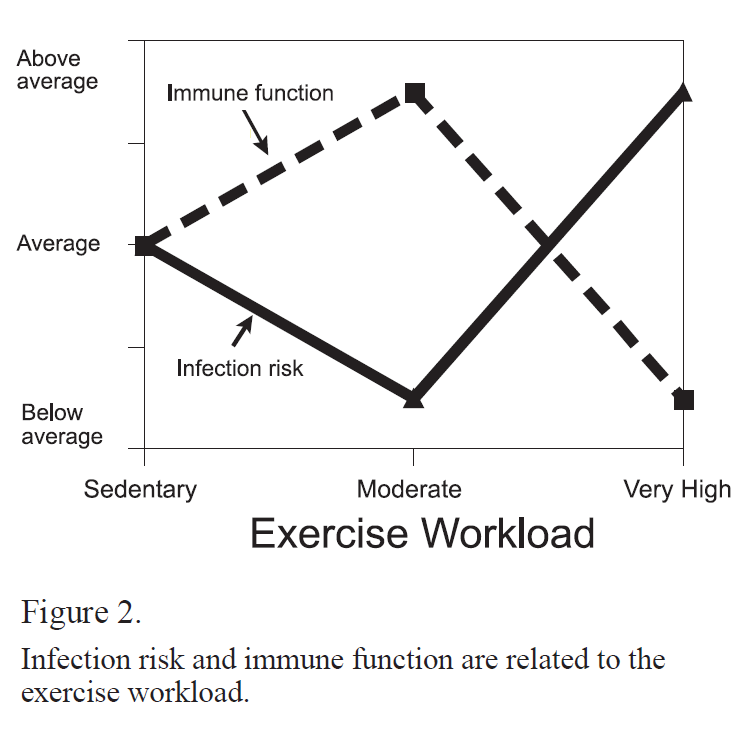 Above
average
Immune function
Average
Infection risk
Below
average
Sedentary
Moderate
Very High
Exercise Workload
Figure 2.
Infection risk and immune function are related to the
exercise workload.